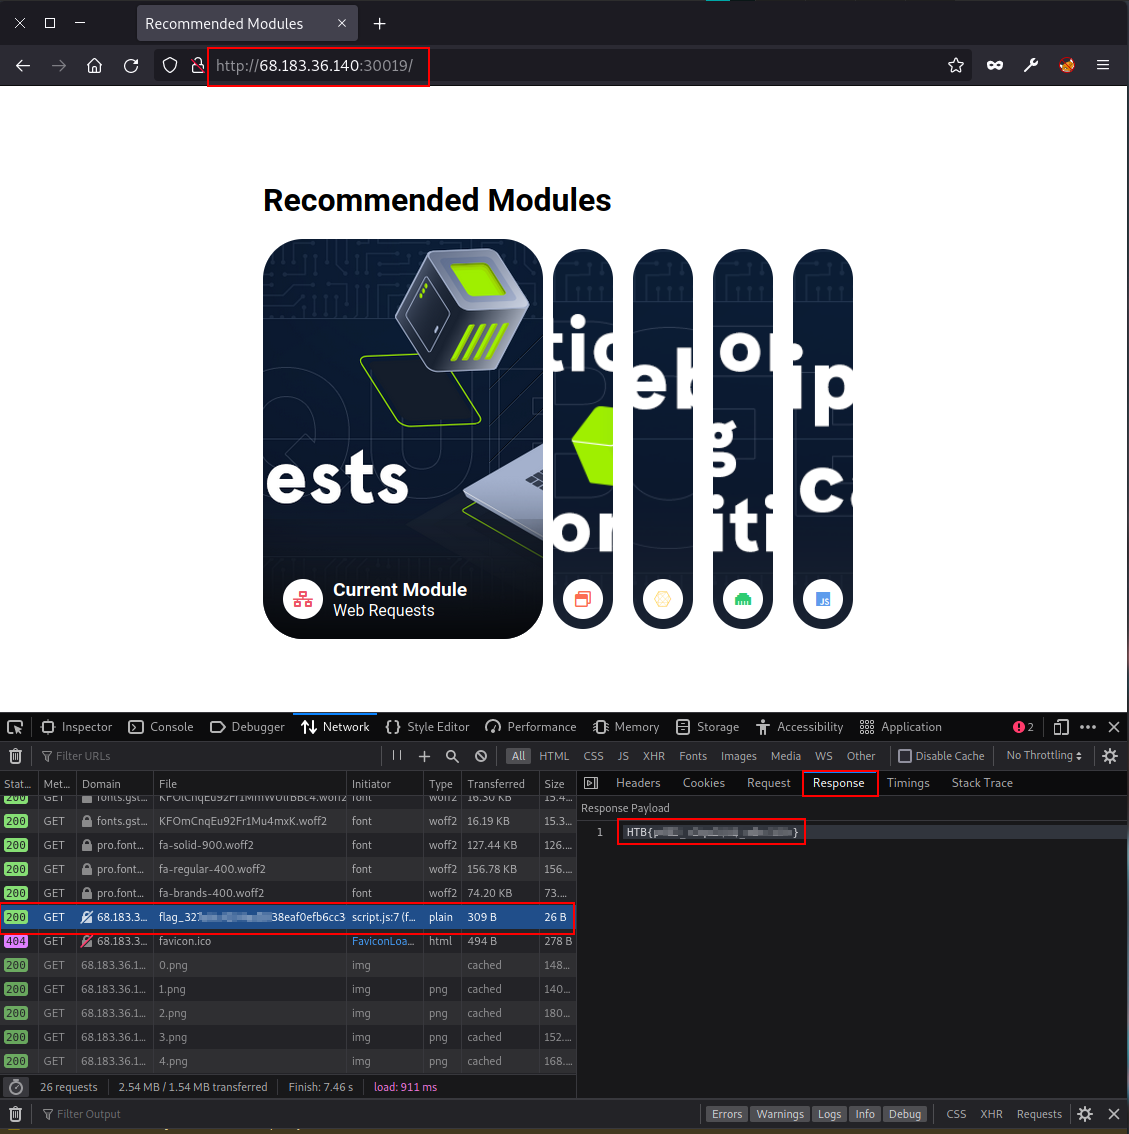 Recommended Modules
http://68.183.36.140:30019/
Recommended Modules
ests
Current Module
Web Requests
tic
or
eb
or
g
iti
ip
c
JS
Inspector Console Debugger Network Style Editor Performance Memory Storage Accessibility Application 2
Filter URLs All HTML CSS JS XHR Fonts Images Media WS Other Disable Cache No Throttling
Stat... Met... Domain File Initiator Type Transferred Size
Headers Cookies Request Response Timings Stack Trace
Response Payload
1 HTB{ }
200 GET fonts.gst... font woff2 16.30 KB 15.4...
200 GET fonts.gst... KFOmCnqEu92Fr1Mu4mxK.woff2 font woff2 16.19 KB 15.3...
200 GET pro.font... fa-solid-900.woff2 font woff2 127.44 KB 126...
200 GET pro.font... fa-regular-400.woff2 font woff2 156.78 KB 156...
200 GET pro.font... fa-brands-400.woff2 font woff2 74.20 KB 73....
200 GET 68.183.3... flag_327 38eaf0efb6cc3 script.js:7 (f... plain 309 B 26 B
404 GET 68.183.3... favicon.ico FaviconLoa... html 494 B 278 B
200 GET 68.183.36.1... 0.png img cached 148...
200 GET 68.183.36.1... 1.png img png cached 140...
200 GET 68.183.36.1... 2.png img png cached 180...
200 GET 68.183.36.1... 3.png img png cached 152...
200 GET 68.183.36.1... 4.png img png cached 168...
26 requests 2.54 MB / 1.54 MB transferred Finish: 7.46 s load: 911 ms
Filter Output Errors Warnings Logs Info Debug CSS XHR Requests